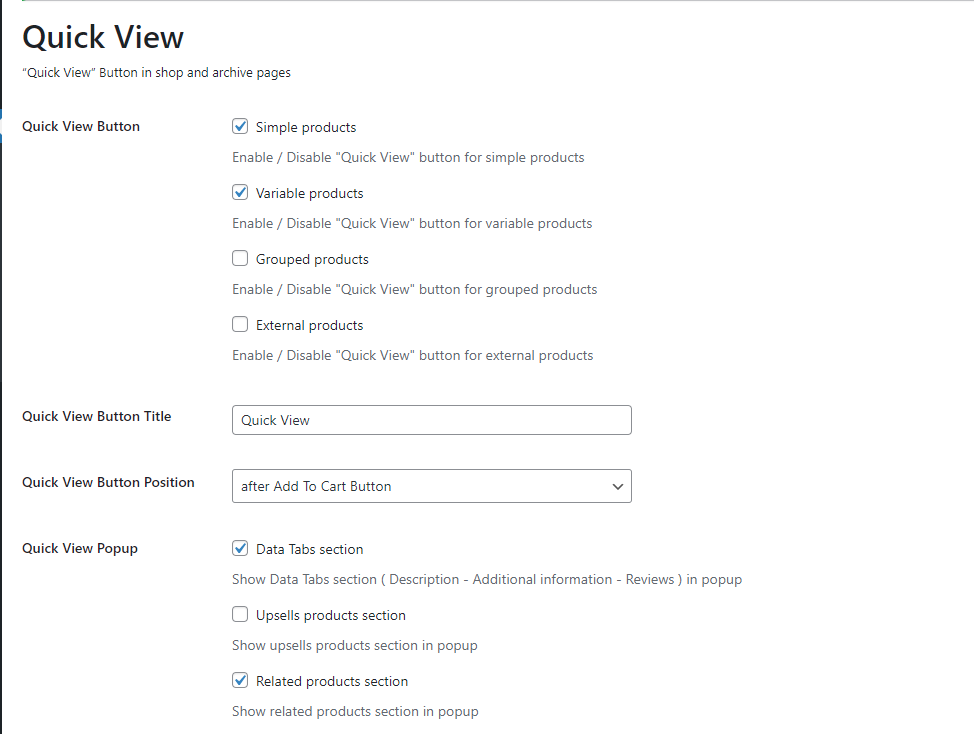 Quick View
“Quick View” Button in shop and archive pages
Quick View Button
Simple products
Enable / Disable "Quick View" button for simple products
Variable products
Enable / Disable "Quick View" button for variable products
Grouped products
Enable / Disable "Quick View" button for grouped products
External products
Enable / Disable "Quick View" button for external products
Quick View Button Title
Quick View
Quick View Button Position
after Add To Cart Button
Quick View Popup
Data Tabs section
Show Data Tabs section ( Description - Additional information - Reviews ) in popup
Upsells products section
Show upsells products section in popup
Related products section
Show related products section in popup